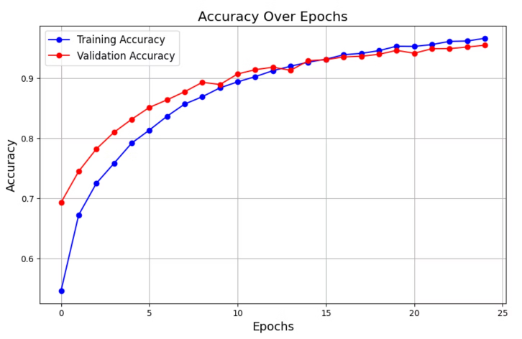 Accuracy Over Epochs
Training Accuracy
Validation Accuracy
0.9
0.8
0.7
0.6
Accuracy
0
5
10
15
20
25
Epochs